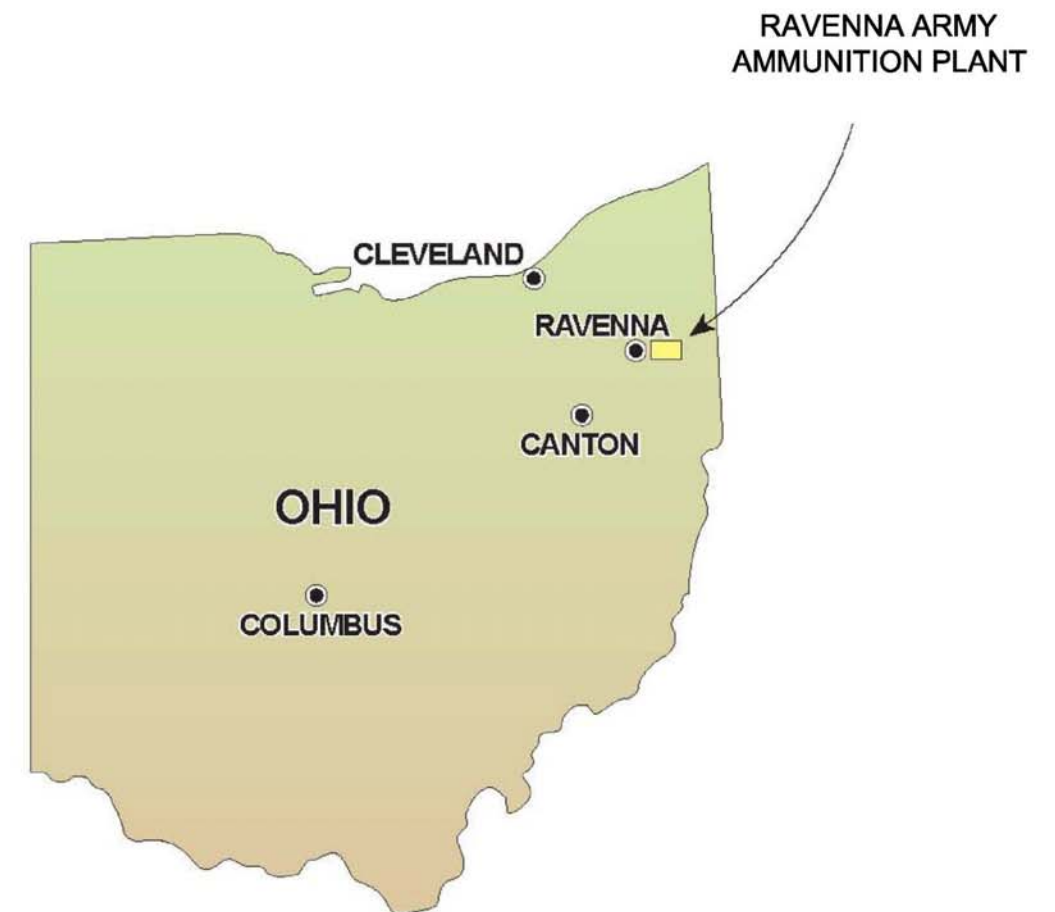 RAVENNA ARMY
AMMUNITION PLANT
CLEVELAND
RAVENNA
CANTON
OHIO
COLUMBUS